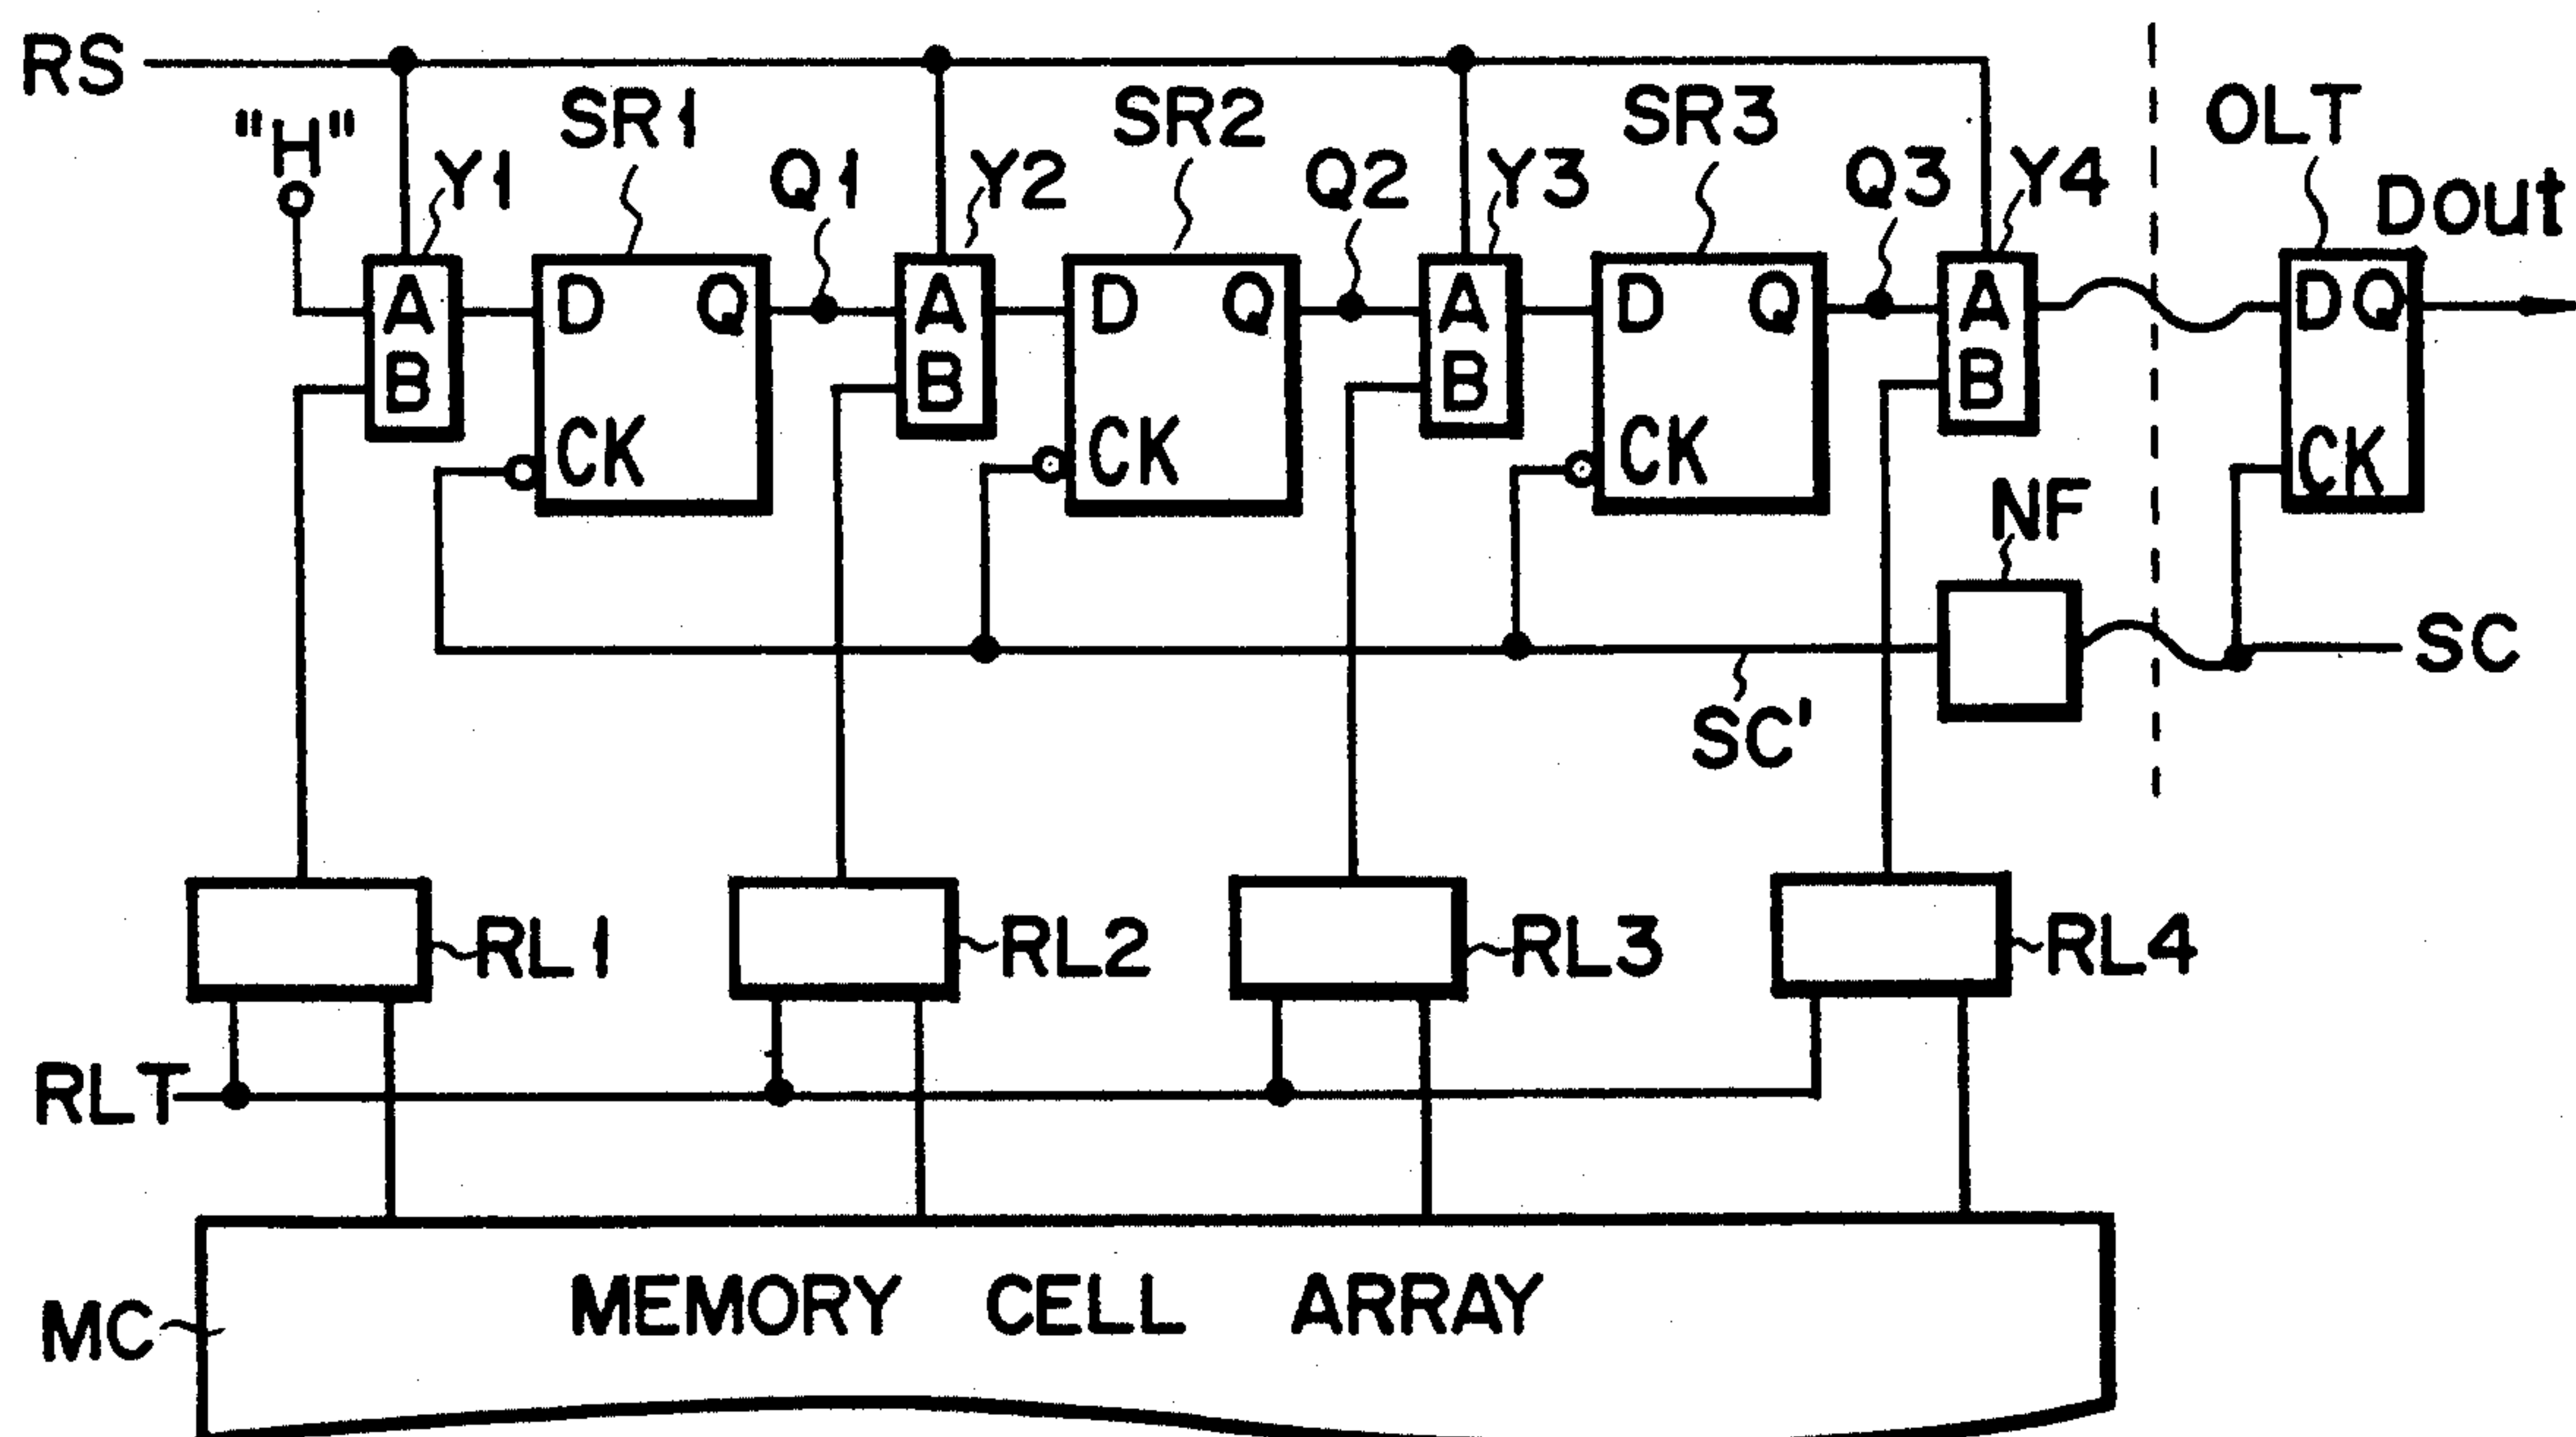 RS
"H"
Y1
SR1
Q1
Y2
SR2
Q2
Y3
SR3
Q3
Y4
OLT
Dout
A
B
D Q
CK
A
B
D Q
CK
A
B
D Q
CK
A
B
D Q
CK
NF
SC
SC'
RL1
RL2
RL3
RL4
RLT
MC
MEMORY CELL ARRAY